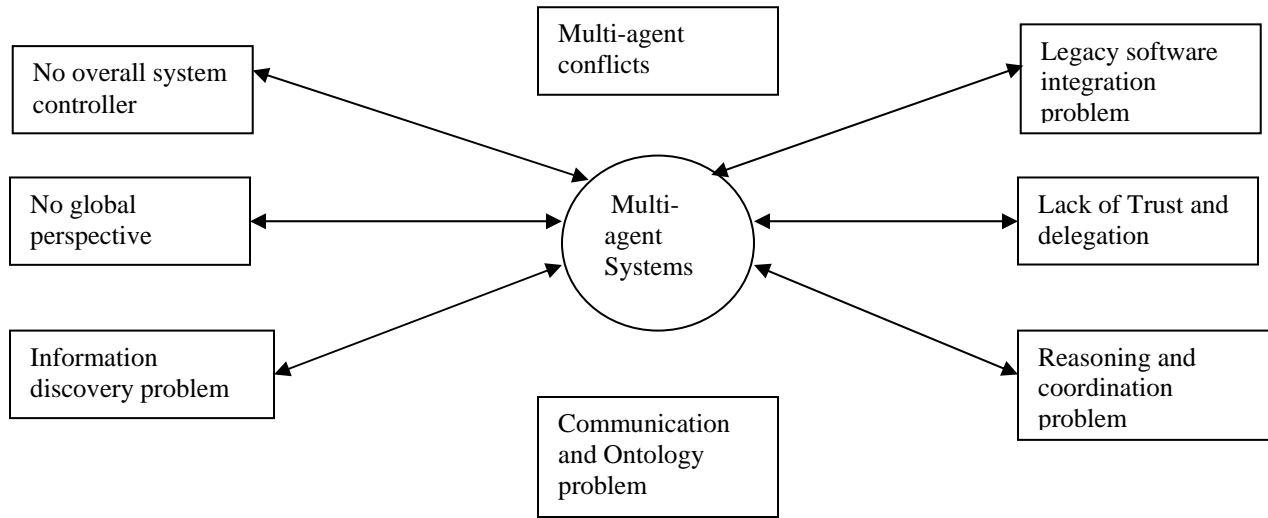 Multi-agent
conflicts
No overall system
controller
Legacy software
integration
problem
No global
perspective
Multi-
agent
Systems
Lack of Trust and
delegation
Information
discovery problem
Communication
and Ontology
problem
Reasoning and
coordination
problem